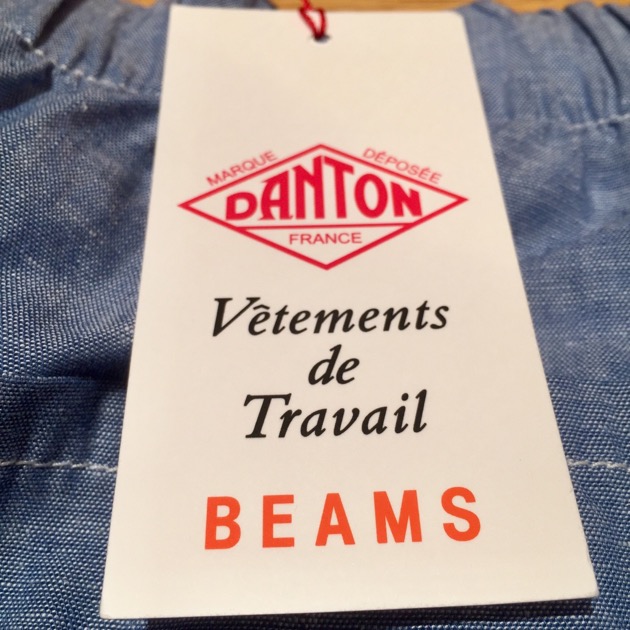 MARQUE DÉPOSÉE
DANTON
FRANCE
Vêtements
de
Travail
BEAMS